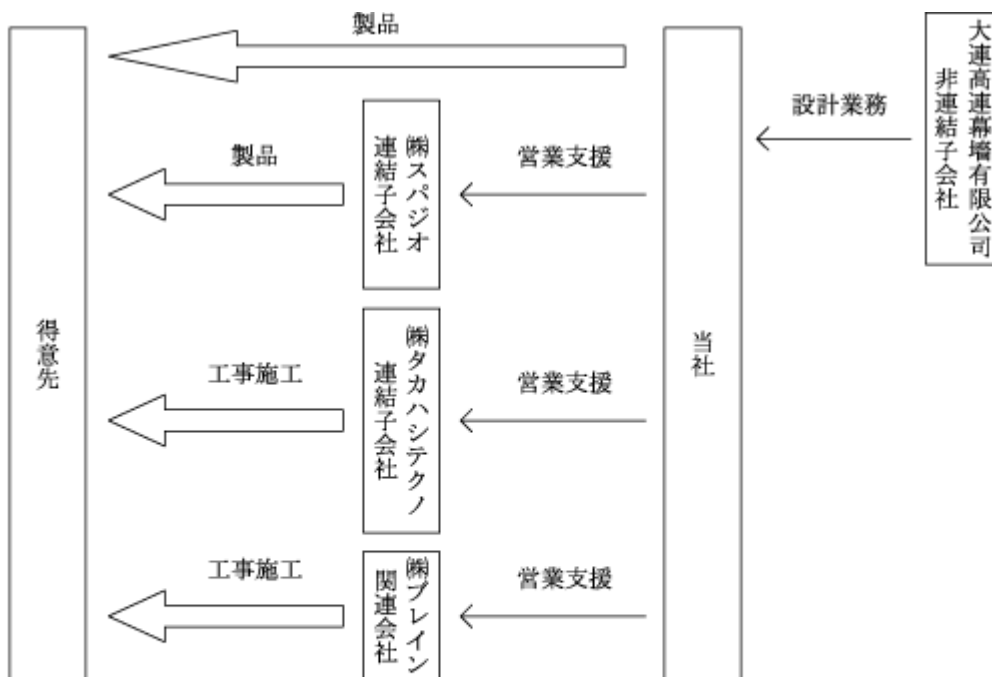 製品
大連高連幕墻有限公司
非連結子会社
設計業務
㈱スパジオ
連結子会社
製品
営業支援
得意先
当社
㈱タカハシテクノ
連結子会社
工事施工
営業支援
㈱ブレイン
関連会社
工事施工
営業支援